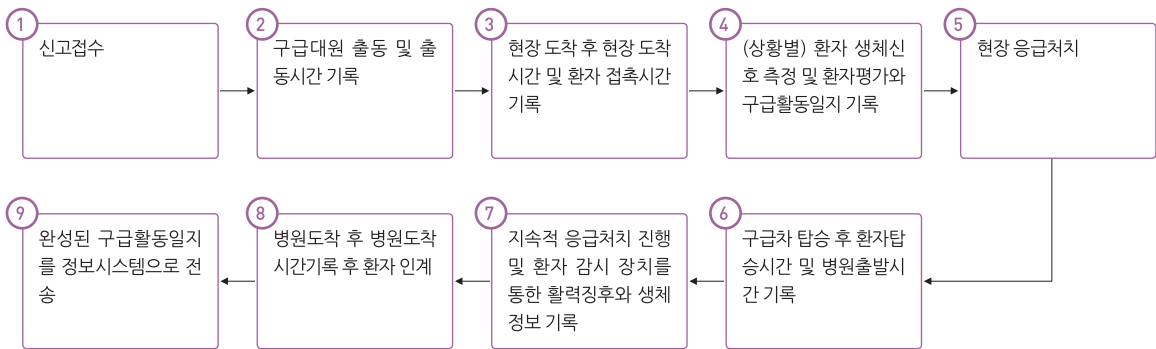 1
신고접수
2
구급대원 출동 및 출
동시간 기록
3
현장 도착 후 현장 도착
시간 및 환자 접촉시간
기록
4
(상황별) 환자 생체신
호 측정 및 환자평가와
구급활동일지 기록
5
현장 응급처치
6
구급차 탑승 후 환자탑
승시간 및 병원출발시
간 기록
7
지속적 응급처치 진행
및 환자 감시 장치를
통한 활력징후와 생체
정보 기록
8
병원도착 후 병원도착
시간기록 후 환자 인계
9
완성된 구급활동일지
를 정보시스템으로 전
송